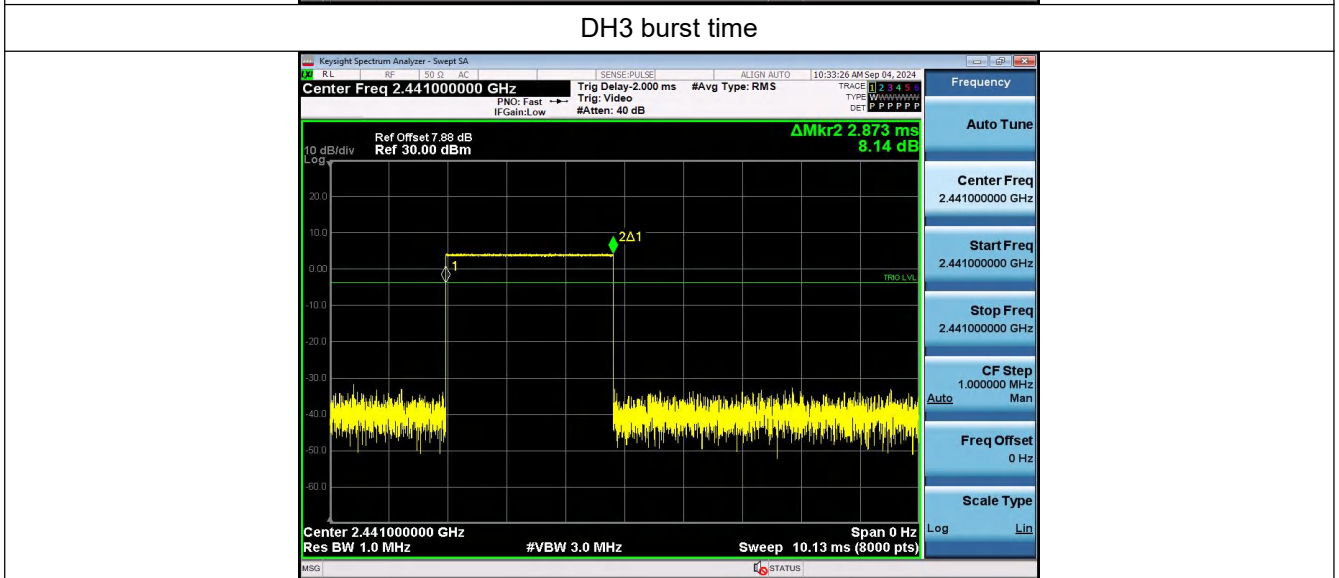 DH3 burst time
Keysight Spectrum Analyzer - Swept SA
LXI RL RF 50 Ω AC SENSE:PULSE ALIGN AUTO 10:33:26 AM Sep 04, 2024
Center Freq 2.441000000 GHz Trig Delay-2.000 ms #Avg Type: RMS TRACE 1 2 3 4 5 6
PNO: Fast Trig: Video TYPE WWWWWW
IFGain:Low #Atten: 40 dB DET P P P P P P
ΔMkr2 2.873 ms
8.14 dB
Ref Offset 7.88 dB
10 dB/div Ref 30.00 dBm
Log
20.0
10.0
2Δ1
1
0.00
TRIG LVL
-10.0
-20.0
-30.0
-40.0
-50.0
-60.0
Center 2.441000000 GHz Span 0 Hz
Res BW 1.0 MHz #VBW 3.0 MHz Sweep 10.13 ms (8000 pts)
MSG STATUS
Frequency
Auto Tune
Center Freq
2.441000000 GHz
Start Freq
2.441000000 GHz
Stop Freq
2.441000000 GHz
CF Step
1.000000 MHz
Auto Man
Freq Offset
0 Hz
Scale Type
Log Lin